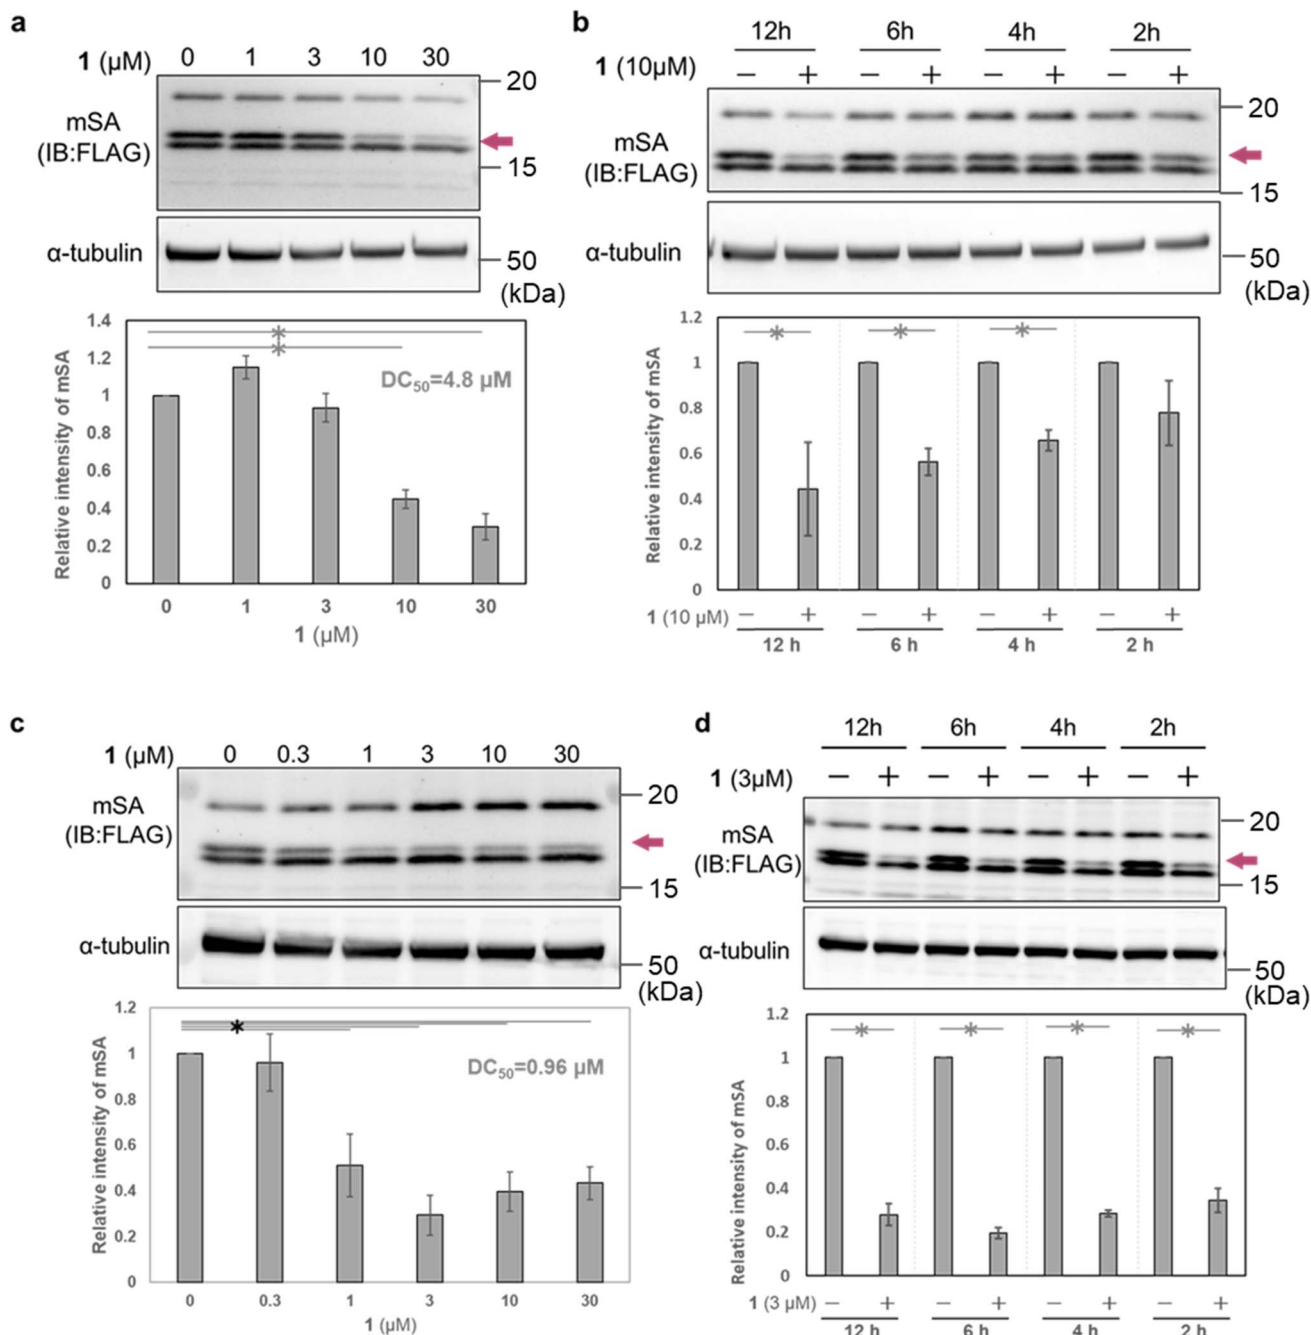 a
1 (μM) 0 1 3 10 30
mSA
(IB:FLAG)
20
15
α-tubulin
50
(kDa)
1.4
1.2
1
0.8
0.6
0.4
0.2
0
Relative intensity of mSA
*
*
DC50=4.8 μM
0 1 3 10 30
1 (μM)
b
12h 6h 4h 2h
1 (10μM) − + − + − + − +
mSA
(IB:FLAG)
20
15
α-tubulin
50
(kDa)
1.2
1
0.8
0.6
0.4
0.2
0
Relative intensity of mSA
* * *
1 (10 μM) − + − + − + − +
12 h 6 h 4 h 2 h
c
1 (μM) 0 0.3 1 3 10 30
mSA
(IB:FLAG)
20
15
α-tubulin
50
(kDa)
1.2
1
0.8
0.6
0.4
0.2
0
Relative intensity of mSA
*
DC50=0.96 μM
0 0.3 1 3 10 30
1 (μM)
d
12h 6h 4h 2h
1 (3μM) − + − + − + − +
mSA
(IB:FLAG)
20
15
α-tubulin
50
(kDa)
1.2
1
0.8
0.6
0.4
0.2
0
Relative intensity of mSA
* * * *
1 (3 μM) − + − + − + − +
12 h 6 h 4 h 2 h